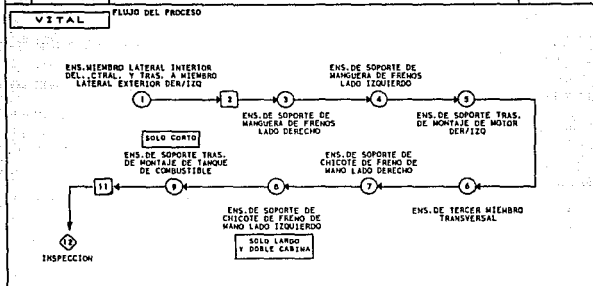 VITAL
FLUJO DEL PROCESO
ENS.MIEMBRO LATERAL INTERIOR
DEL.,CTRAL. Y TRAS. A MIEMBRO
LATERAL EXTERIOR DER/IZQ
1
2
ENS.DE SOPORTE DE
MANGUERA DE FRENOS
LADO DERECHO
3
ENS.DE SOPORTE DE
MANGUERA DE FRENOS
LADO IZQUIERDO
4
5
ENS.DE SOPORTE TRAS.
DE MONTAJE DE MOTOR
DER/IZQ
6
ENS.DE TERCER MIEMBRO
TRANSVERSAL
ENS.DE SOPORTE DE
CHICOTE DE FRENO DE
MANO LADO DERECHO
7
8
ENS.DE SOPORTE DE
CHICOTE DE FRENO DE
MANO LADO IZQUIERDO
SOLO LARGO
Y DOBLE CABINA
SOLO CORTO
ENS.DE SOPORTE TRAS.
DE MONTAJE DE TANQUE
DE COMBUSTIBLE
9
11
12
INSPECCION